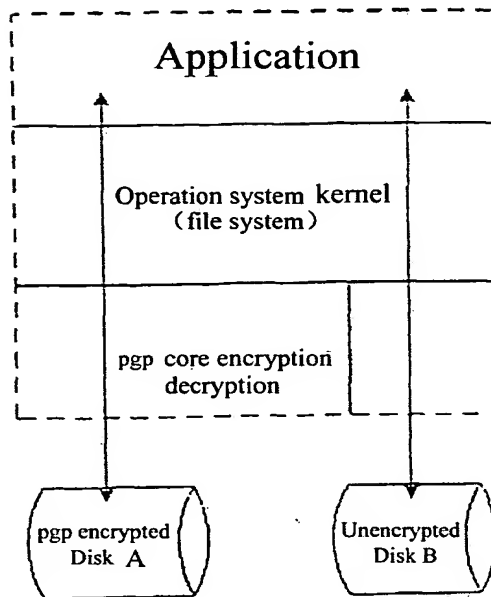 Application
Operation system kernel
(file system)
pgp core encryption
decryption
pgp encrypted
Disk A
Unencrypted
Disk B